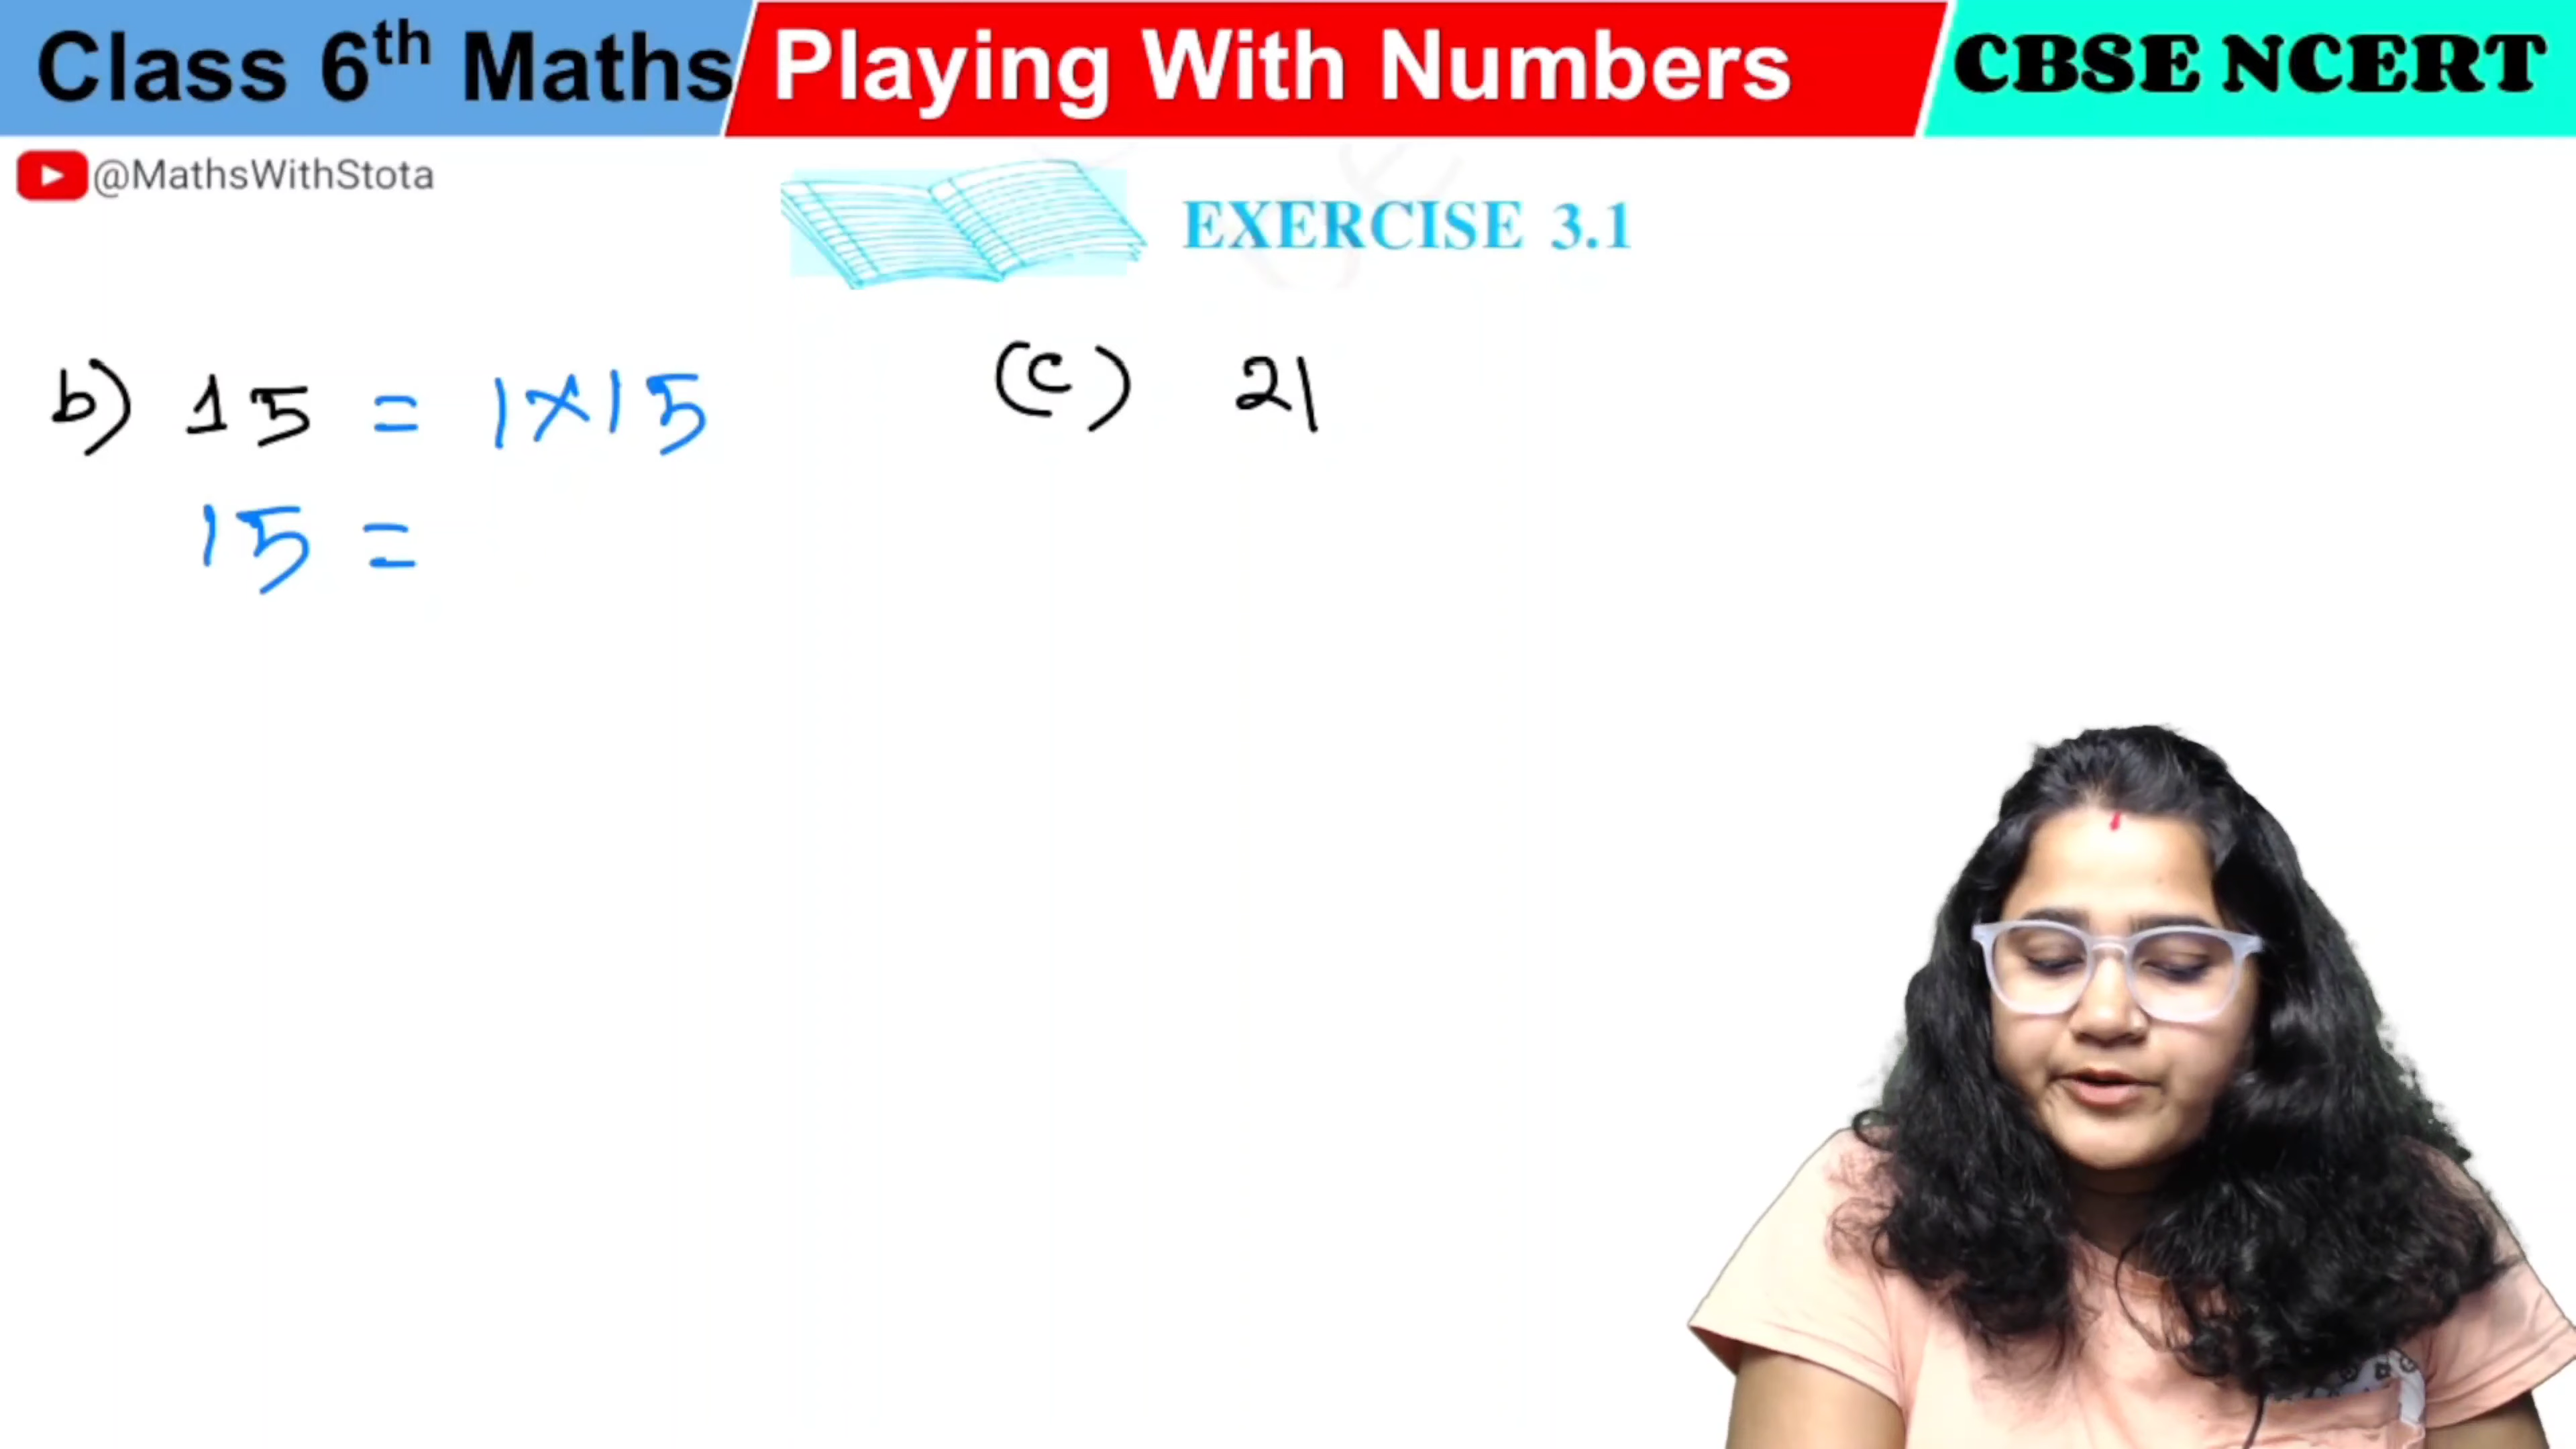 Class 6th Maths Playing With Numbers CBSE NCERT
@MathsWithStota
EXERCISE 3.1
b) 15 = 1×15
15 =
(c) 21